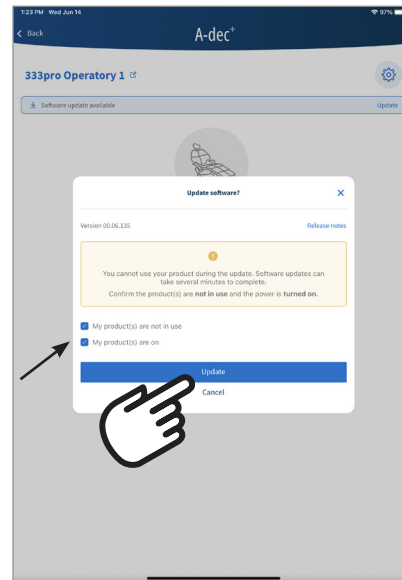 1:23 PM Wed Jun 14 97%
Back A-dec+
333pro Operatory 1
Software update available Update
Update software?
Version 00.06.135 Release notes
You cannot use your product during the update. Software updates can
take several minutes to complete.
Confirm the product(s) are not in use and the power is turned on.
My product(s) are not in use
My product(s) are on
Update
Cancel